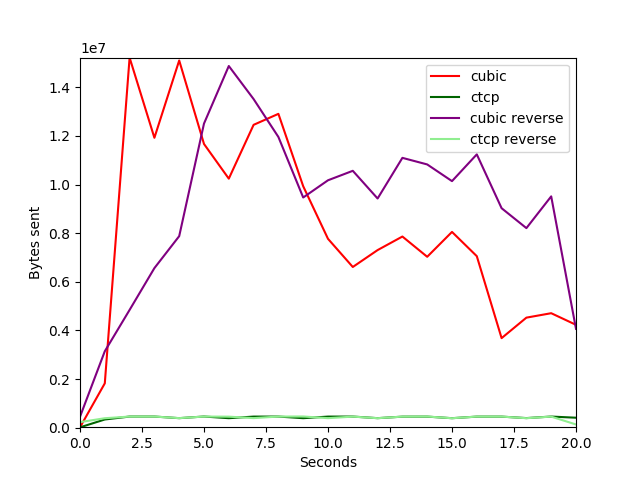 1e7
1.4
1.2
1.0
0.8
0.6
0.4
0.2
0.0
Bytes sent
cubic
ctcp
cubic reverse
ctcp reverse
0.0 2.5 5.0 7.5 10.0 12.5 15.0 17.5 20.0
Seconds